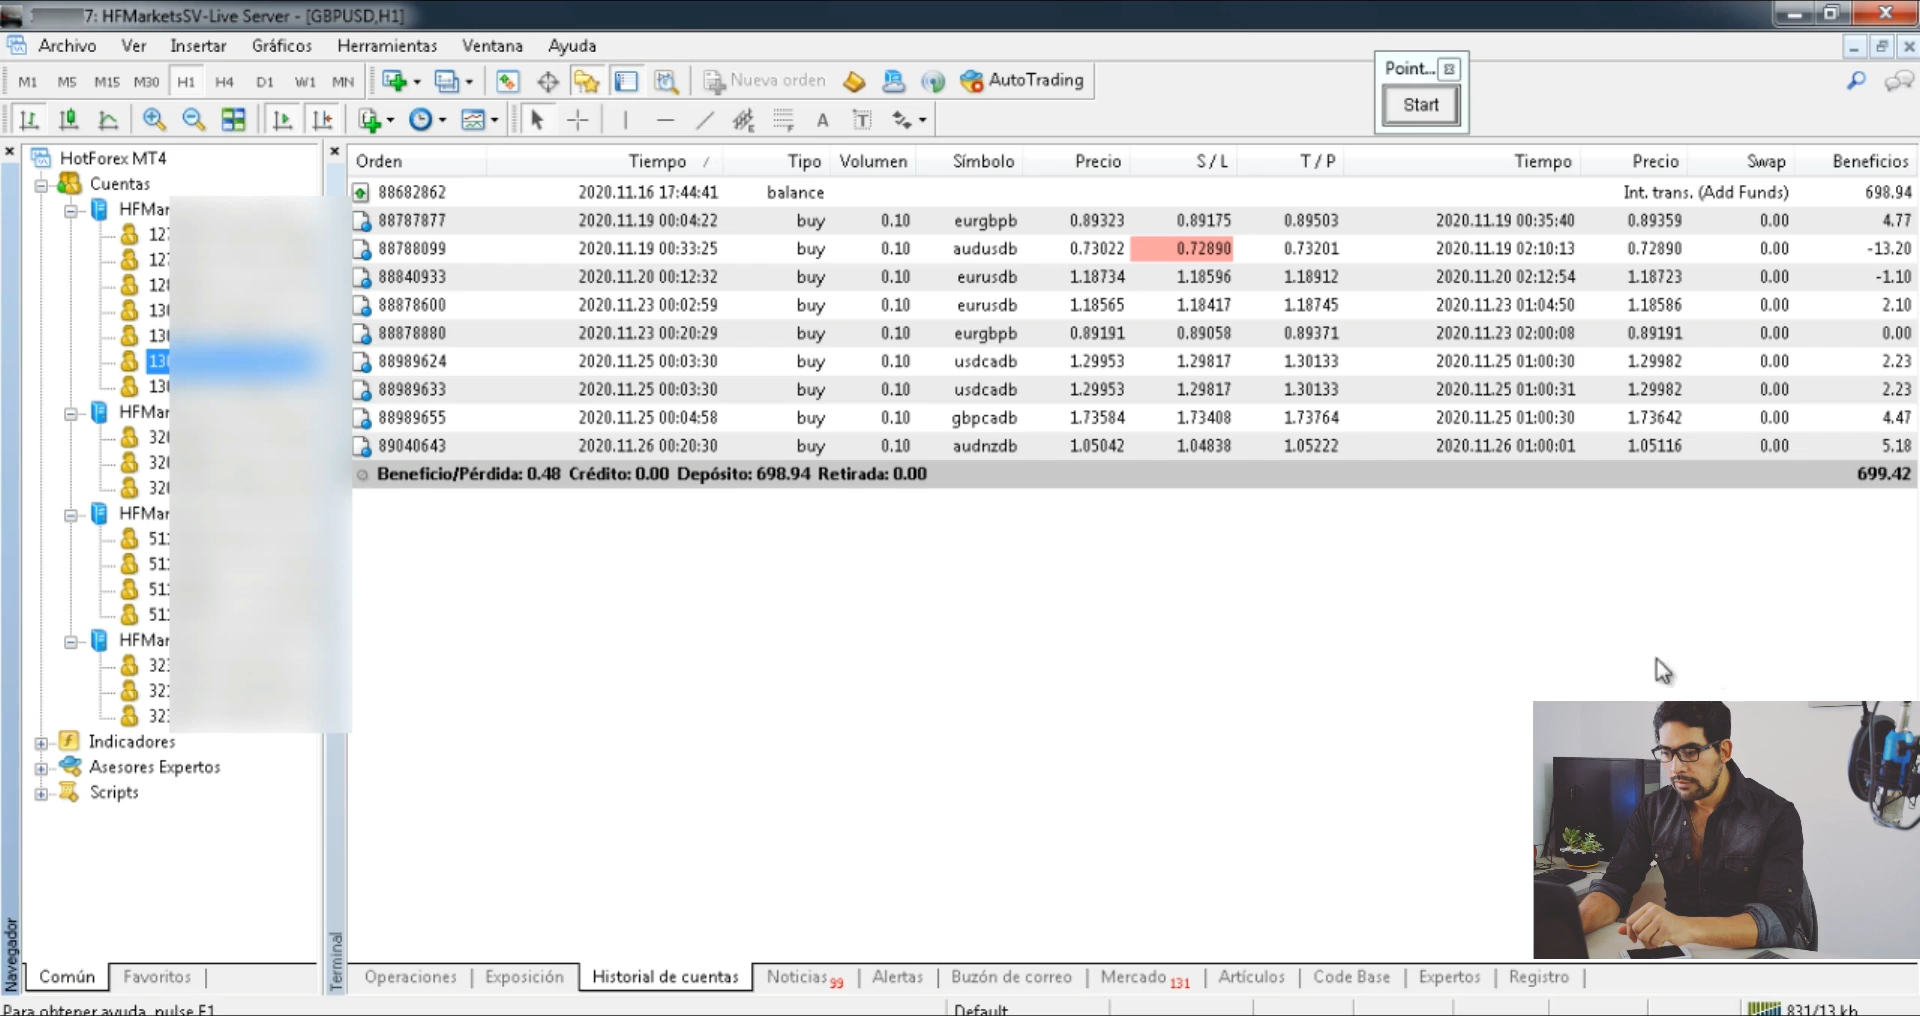 7: HFMarketsSV-Live Server - [GBPUSD,H1]
Archivo Ver Insertar Gráficos Herramientas Ventana Ayuda
M1 M5 M15 M30 H1 H4 D1 W1 MN Nueva orden AutoTrading
Point...
Start
A T
HotForex MT4
Cuentas
HFMar
12
12
12
13
13
13
13
HFMar
32
32
32
HFMar
51
51
51
51
HFMar
32
32
32
Indicadores
Asesores Expertos
Scripts
Común Favoritos
Navegador
Terminal
Orden Tiempo / Tipo Volumen Símbolo Precio S / L T / P Tiempo Precio Swap Beneficios
88682862 2020.11.16 17:44:41 balance Int. trans. (Add Funds) 698.94
88787877 2020.11.19 00:04:22 buy 0.10 eurgbpb 0.89323 0.89175 0.89503 2020.11.19 00:35:40 0.89359 0.00 4.77
88788099 2020.11.19 00:33:25 buy 0.10 audusdb 0.73022 0.72890 0.73201 2020.11.19 02:10:13 0.72890 0.00 -13.20
88840933 2020.11.20 00:12:32 buy 0.10 eurusdb 1.18734 1.18596 1.18912 2020.11.20 02:12:54 1.18723 0.00 -1.10
88878600 2020.11.23 00:02:59 buy 0.10 eurusdb 1.18565 1.18417 1.18745 2020.11.23 01:04:50 1.18586 0.00 2.10
88878880 2020.11.23 00:20:29 buy 0.10 eurgbpb 0.89191 0.89058 0.89371 2020.11.23 02:00:08 0.89191 0.00 0.00
88989624 2020.11.25 00:03:30 buy 0.10 usdcadb 1.29953 1.29817 1.30133 2020.11.25 01:00:30 1.29982 0.00 2.23
88989633 2020.11.25 00:03:30 buy 0.10 usdcadb 1.29953 1.29817 1.30133 2020.11.25 01:00:31 1.29982 0.00 2.23
88989655 2020.11.25 00:04:58 buy 0.10 gbpcadb 1.73584 1.73408 1.73764 2020.11.25 01:00:30 1.73642 0.00 4.47
89040643 2020.11.26 00:20:30 buy 0.10 audnzdb 1.05042 1.04838 1.05222 2020.11.26 01:00:01 1.05116 0.00 5.18
Beneficio/Pérdida: 0.48 Crédito: 0.00 Depósito: 698.94 Retirada: 0.00 699.42
Operaciones Exposición Historial de cuentas Noticias 99 Alertas Buzón de correo Mercado 131 Artículos Code Base Expertos Registro
Para obtener ayuda, pulse F1 Default 831/13 kb